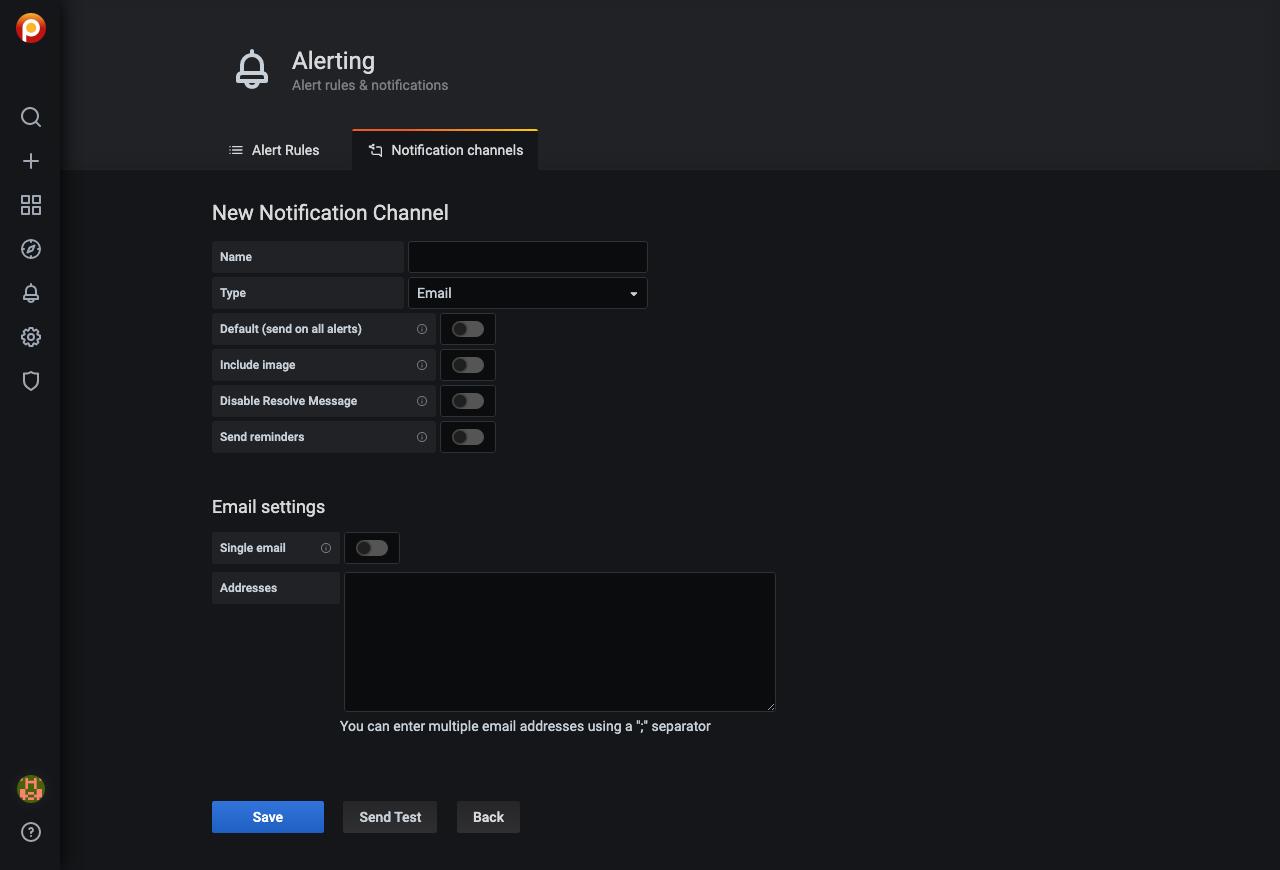 Alerting
Alert rules & notifications
Alert Rules
Notification channels
New Notification Channel
Name
Type
Email
Default (send on all alerts)
Include image
Disable Resolve Message
Send reminders
Email settings
Single email
Addresses
You can enter multiple email addresses using a ";" separator
Save
Send Test
Back